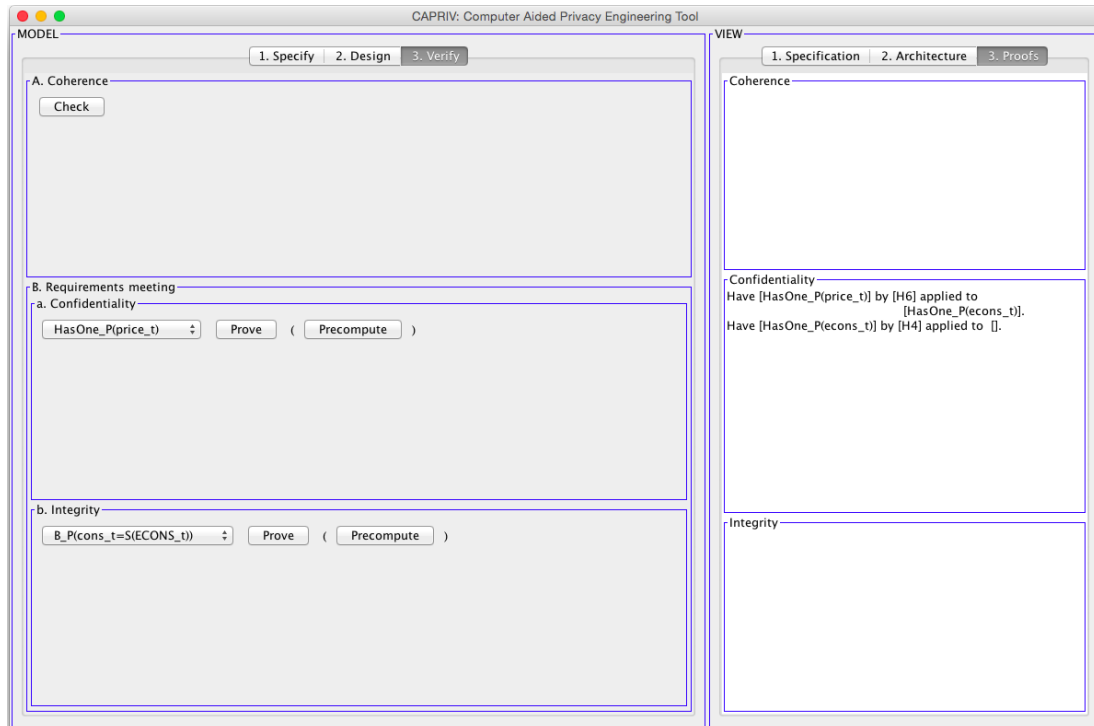 CAPRIV: Computer Aided Privacy Engineering Tool
MODEL
1. Specify 2. Design 3. Verify
A. Coherence
Check
B. Requirements meeting
a. Confidentiality
HasOne_P(price_t) Prove ( Precompute )
b. Integrity
B_P(cons_t=S(ECONS_t)) Prove ( Precompute )
VIEW
1. Specification 2. Architecture 3. Proofs
Coherence
Confidentiality
Have [HasOne_P(price_t)] by [H6] applied to
[HasOne_P(econs_t)].
Have [HasOne_P(econs_t)] by [H4] applied to [].
Integrity